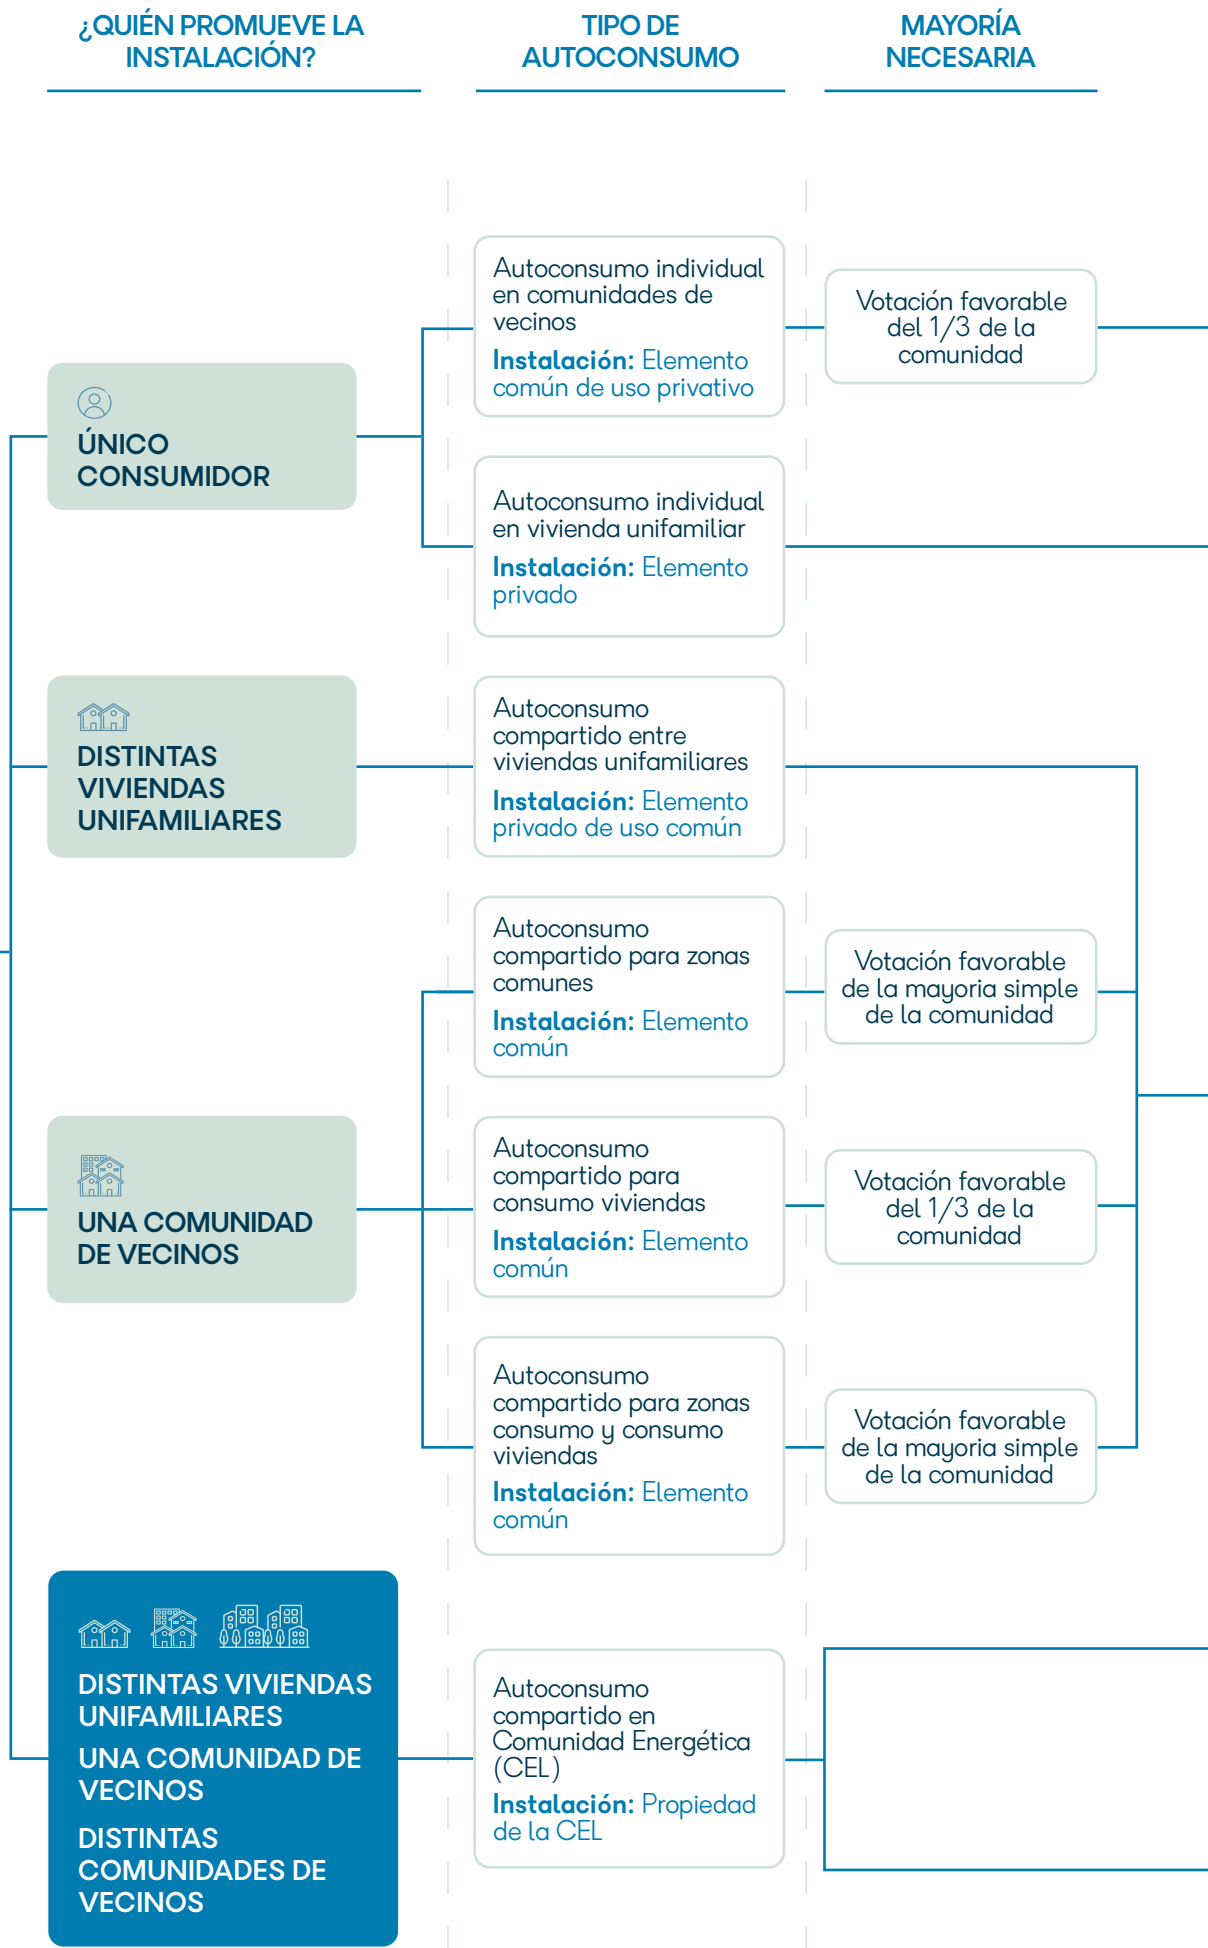 ¿QUIÉN PROMUEVE LA
INSTALACIÓN?
TIPO DE
AUTOCONSUMO
MAYORÍA
NECESARIA
ÚNICO
CONSUMIDOR
Autoconsumo individual
en comunidades de
vecinos
Instalación: Elemento
común de uso privativo
Votación favorable
del 1/3 de la
comunidad
Autoconsumo individual
en vivienda unifamiliar
Instalación: Elemento
privado
DISTINTAS
VIVIENDAS
UNIFAMILIARES
Autoconsumo
compartido entre
viviendas unifamiliares
Instalación: Elemento
privado de uso común
UNA COMUNIDAD
DE VECINOS
Autoconsumo
compartido para zonas
comunes
Instalación: Elemento
común
Votación favorable
de la mayoria simple
de la comunidad
Autoconsumo
compartido para
consumo viviendas
Instalación: Elemento
común
Votación favorable
del 1/3 de la
comunidad
Autoconsumo
compartido para zonas
consumo y consumo
viviendas
Instalación: Elemento
común
Votación favorable
de la mayoria simple
de la comunidad
DISTINTAS VIVIENDAS
UNIFAMILIARES
UNA COMUNIDAD DE
VECINOS
DISTINTAS
COMUNIDADES DE
VECINOS
Autoconsumo
compartido en
Comunidad Energética
(CEL)
Instalación: Propiedad
de la CEL